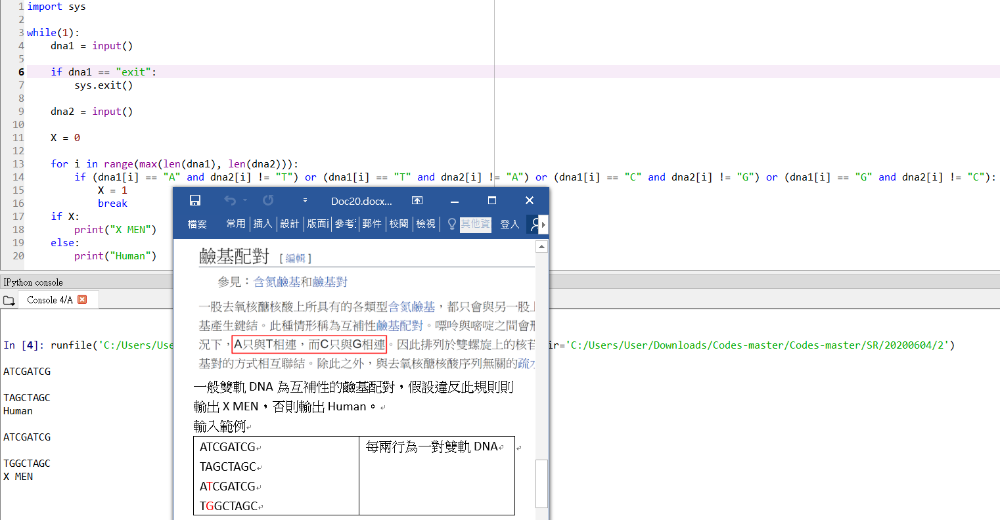 1 import sys
2
3 while(1):
4 dna1 = input()
5
6 if dna1 == "exit":
7 sys.exit()
8
9 dna2 = input()
10
11 X = 0
12
13 for i in range(max(len(dna1), len(dna2))):
14 if (dna1[i] == "A" and dna2[i] != "T") or (dna1[i] == "T" and dna2[i] != "A") or (dna1[i] == "C" and dna2[i] != "G") or (dna1[i] == "G" and dna2[i] != "C"):
15 X = 1
16 break
17 if X:
18 print("X MEN")
19 else:
20 print("Human")
Doc20.docx...
檔案 常用 插入 設計 版面 參考 郵件 校閱 檢視 其他資 登入
鹼基配對 [編輯]
參見：含氮鹼基和鹼基對
一股去氧核醣核酸上所具有的各類型含氮鹼基，都只會與另一股上
基產生鍵結。此種情形稱為互補性鹼基配對。嘌呤與嘧啶之間會形
況下，A只與T相連，而C只與G相連。因此排列於雙螺旋上的核苷
基對的方式相互聯結。除此之外，與去氧核醣核酸序列無關的疏水
一般雙軌 DNA 為互補性的鹼基配對，假設違反此規則則
輸出 X MEN，否則輸出 Human。
輸入範例
ATCGATCG 每兩行為一對雙軌 DNA
TAGCTAGC
ATCGATCG
TGGCTAGC
IPython console
Console 4/A
In [4]: runfile('C:/Users/Use ir='C:/Users/User/Downloads/Codes-master/Codes-master/SR/20200604/2')
ATCGATCG
TAGCTAGC
Human
ATCGATCG
TGGCTAGC
X MEN